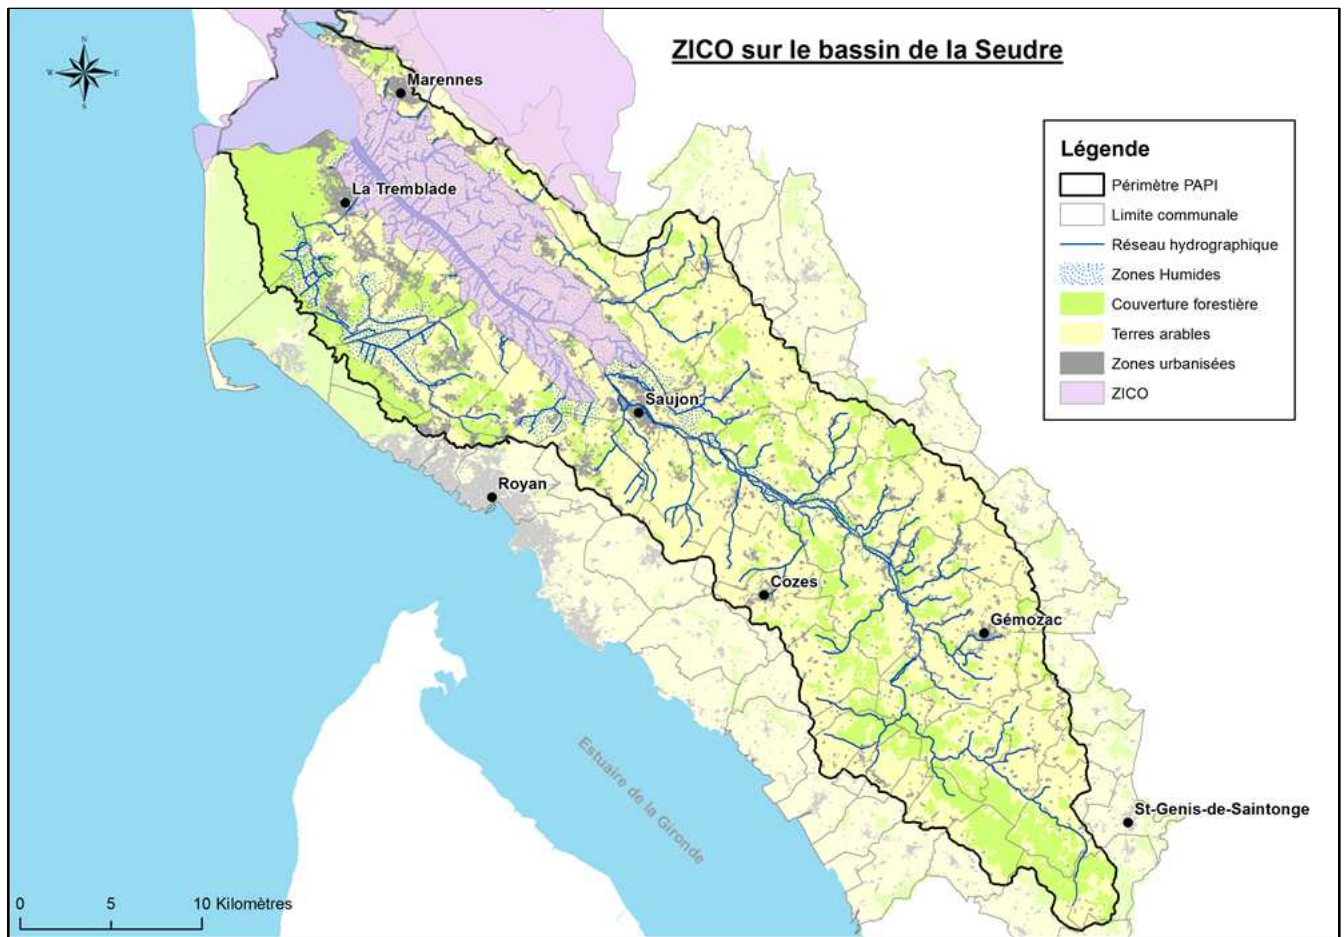 ZICO sur le bassin de la Seudre
N
W
E
S
Marennes
La Tremblade
Saujon
Royan
Cozes
Gémozac
St-Genis-de-Saintonge
Estuaire de la Gironde
Légende
Périmètre PAPI
Limite communale
Réseau hydrographique
Zones Humides
Couverture forestière
Terres arables
Zones urbanisées
ZICO
0 5 10 Kilomètres